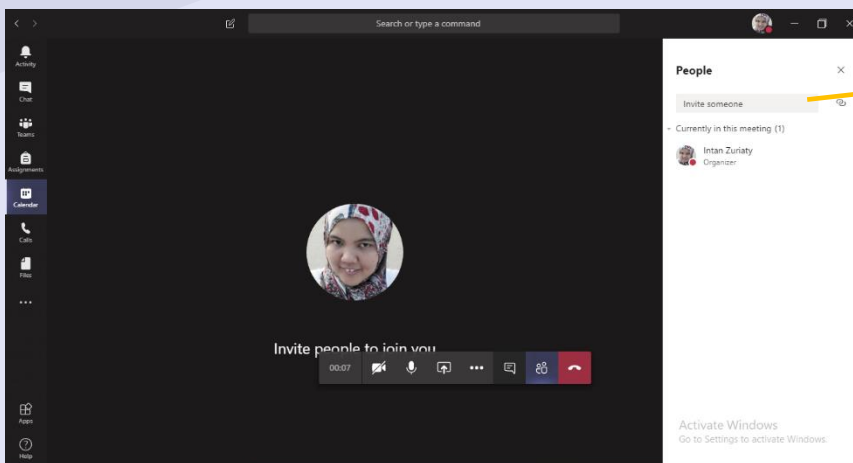 Search or type a command
Activity
Chat
Teams
Assignments
Calendar
Calls
Files
Apps
Help
Invite people to join you
00:07
People
Invite someone
Currently in this meeting (1)
Intan Zuriaty
Organizer
Activate Windows
Go to Settings to activate Windows.